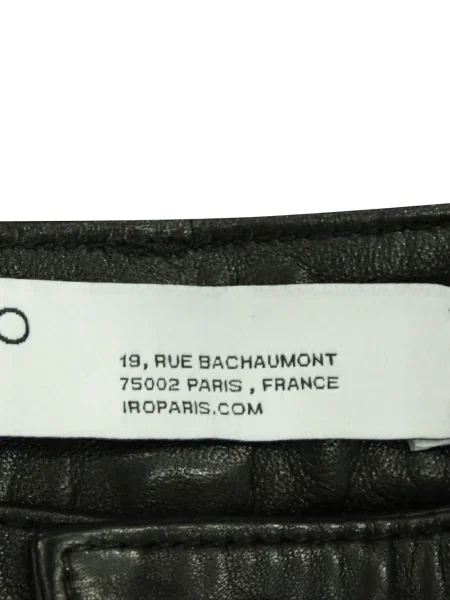 O
19, RUE BACHAUMONT
75002 PARIS , FRANCE
IROPARIS.COM